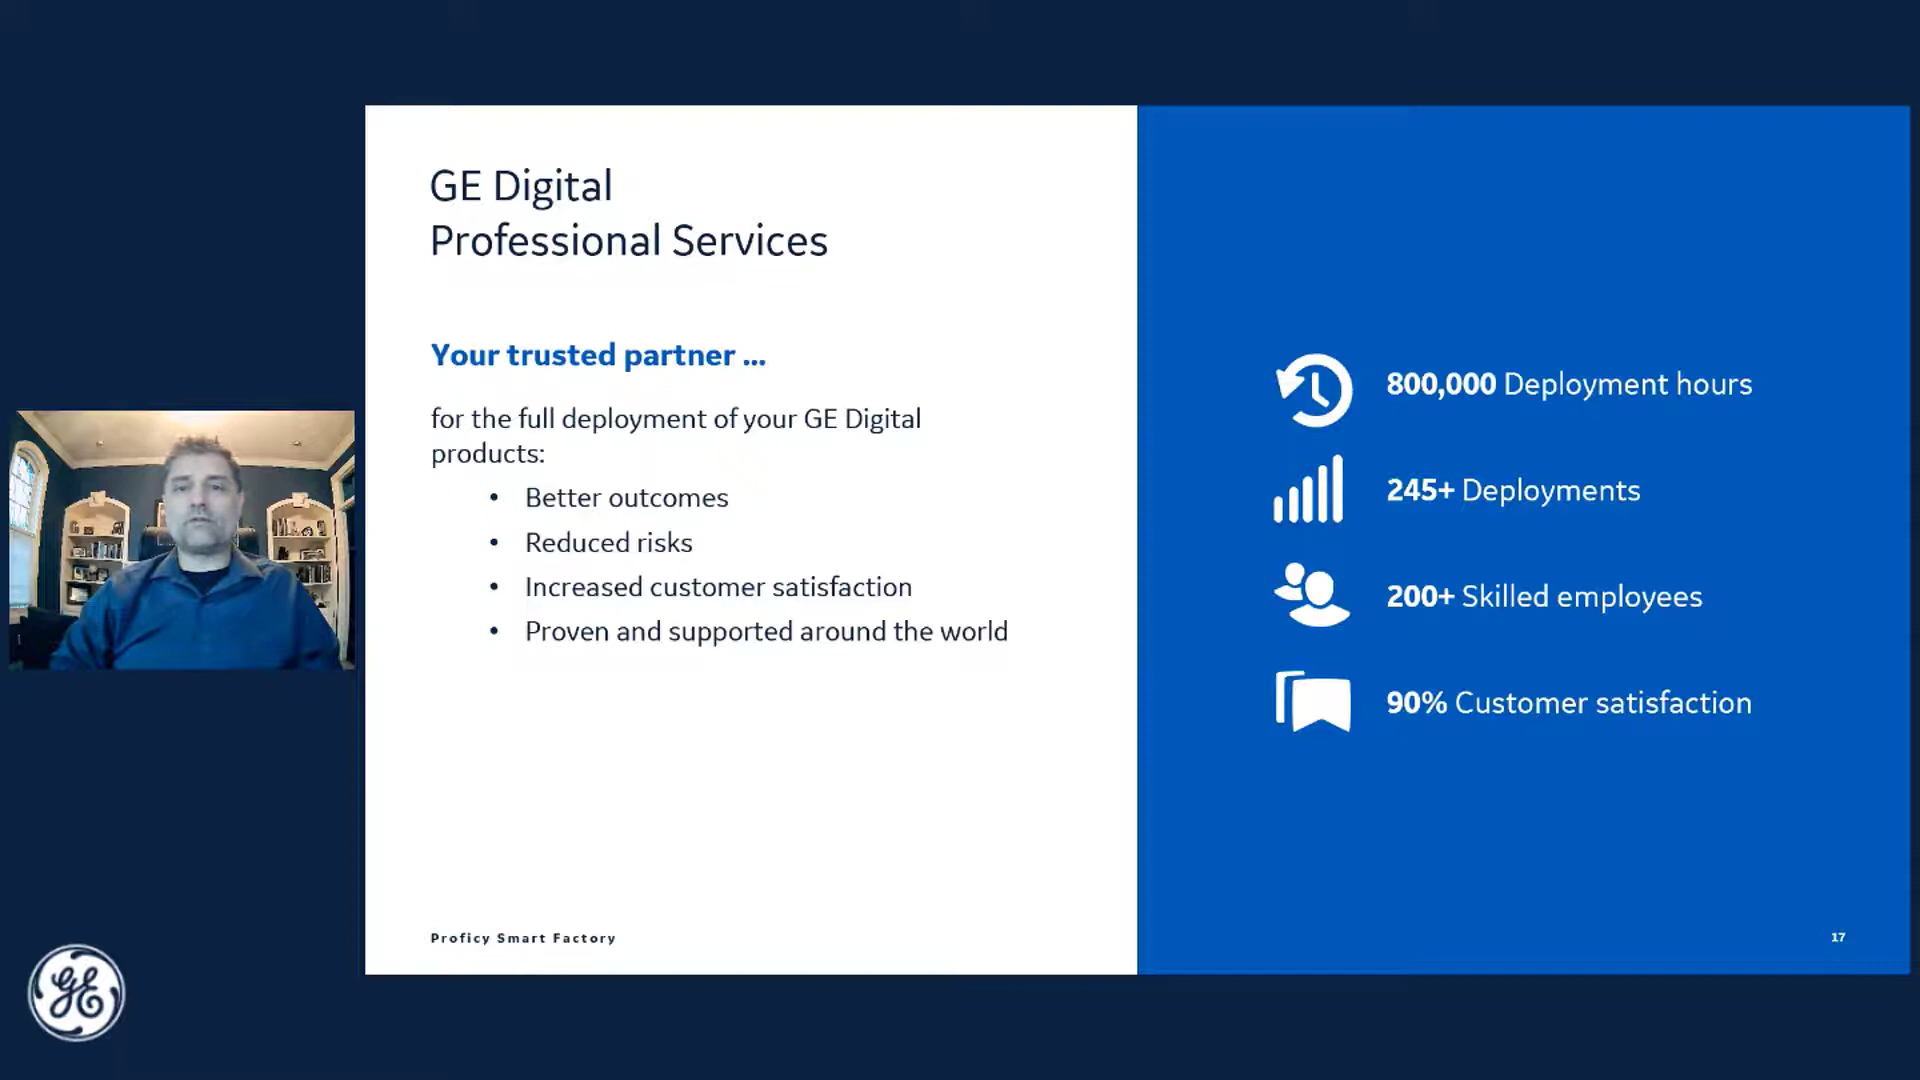 GE Digital
Professional Services
Your trusted partner ...
for the full deployment of your GE Digital
products:
• Better outcomes
• Reduced risks
• Increased customer satisfaction
• Proven and supported around the world
800,000 Deployment hours
245+ Deployments
200+ Skilled employees
90% Customer satisfaction
Proficy Smart Factory
17
GE